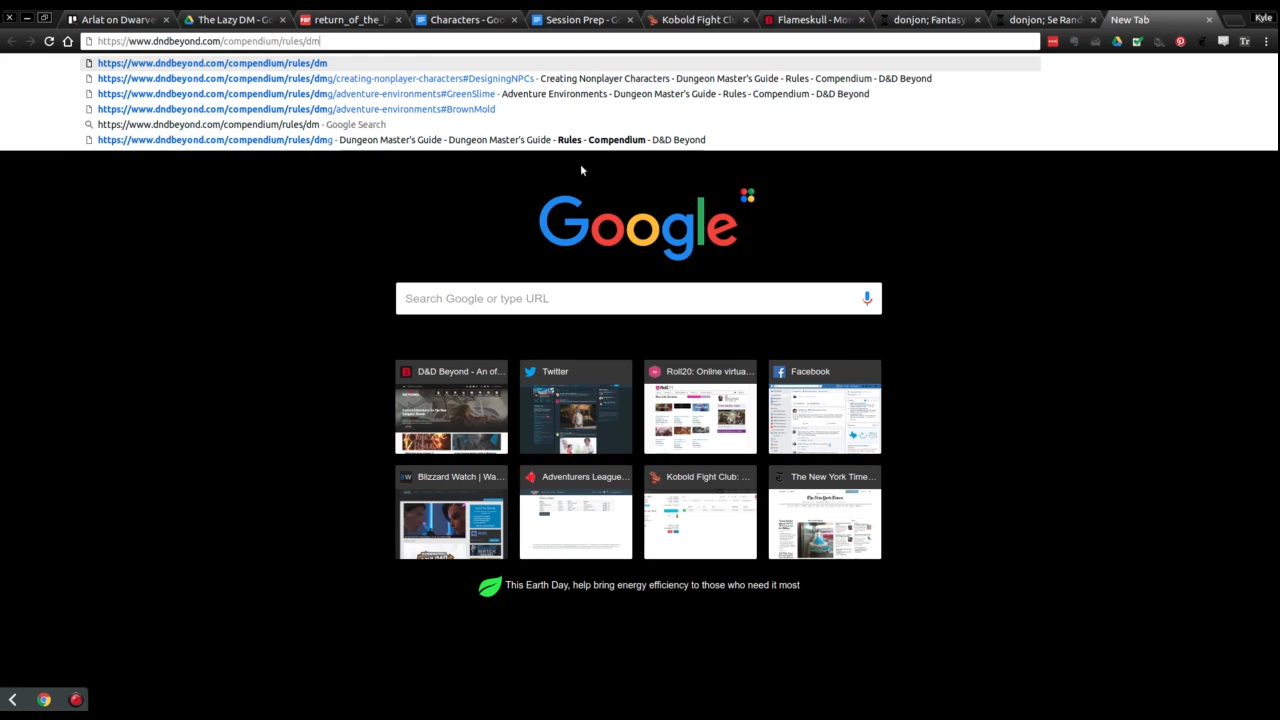 Arlat on Dwarve
The Lazy DM - G
return_of_the_l
Characters - Goo
Session Prep - Go
Kobold Fight Clu
Flameskull - Mon
donjon; Fantasy
donjon; 5e Rand
New Tab
Kyle
https://www.dndbeyond.com/compendium/rules/dm
https://www.dndbeyond.com/compendium/rules/dm
https://www.dndbeyond.com/compendium/rules/dmg/creating-nonplayer-characters#DesigningNPCs - Creating Nonplayer Characters - Dungeon Master's Guide - Rules - Compendium - D&D Beyond
https://www.dndbeyond.com/compendium/rules/dmg/adventure-environments#GreenSlime - Adventure Environments - Dungeon Master's Guide - Rules - Compendium - D&D Beyond
https://www.dndbeyond.com/compendium/rules/dmg/adventure-environments#BrownMold
https://www.dndbeyond.com/compendium/rules/dm - Google Search
https://www.dndbeyond.com/compendium/rules/dmg - Dungeon Master's Guide - Dungeon Master's Guide - Rules - Compendium - D&D Beyond
Google
Search Google or type URL
D&D Beyond - An of...
Twitter
Roll20: Online virtua...
Facebook
Blizzard Watch | Wa...
Adventurers League...
Kobold Fight Club: ...
The New York Time...
This Earth Day, help bring energy efficiency to those who need it most